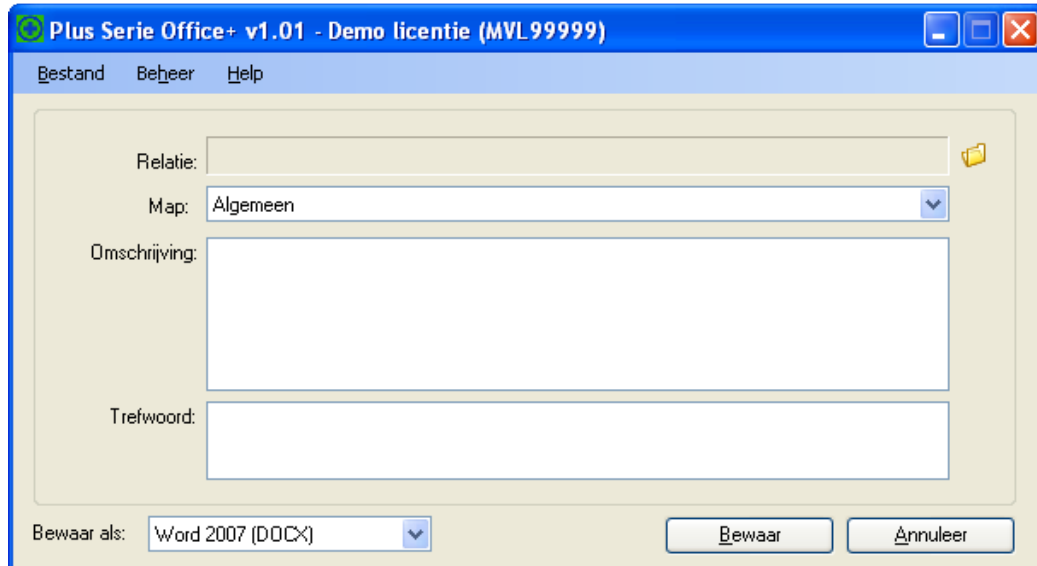 Plus Serie Office+ v1.01 - Demo licentie (MVL99999)
Bestand Beheer Help
Relatie:
Map: Algemeen
Omschrijving:
Trefwoord:
Bewaar als: Word 2007 (DOCX) Bewaar Annuleer